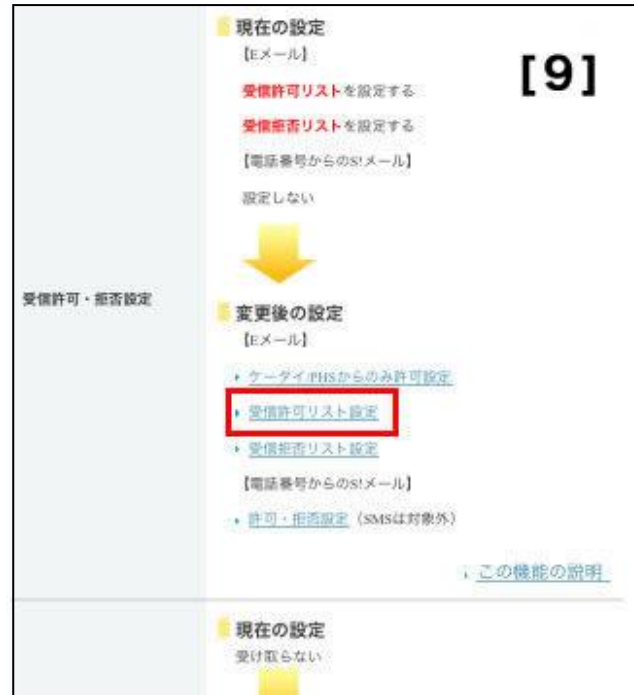 現在の設定
【Eメール】
[9]
受信許可リストを設定する
受信拒否リストを設定する
【電話番号からのS!メール】
設定しない
受信許可・拒否設定
変更後の設定
【Eメール】
ケータイ/PHSからのみ許可設定
受信許可リスト設定
受信拒否リスト設定
【電話番号からのS!メール】
許可・拒否設定（SMSは対象外）
この機能の説明
現在の設定
受け取らない